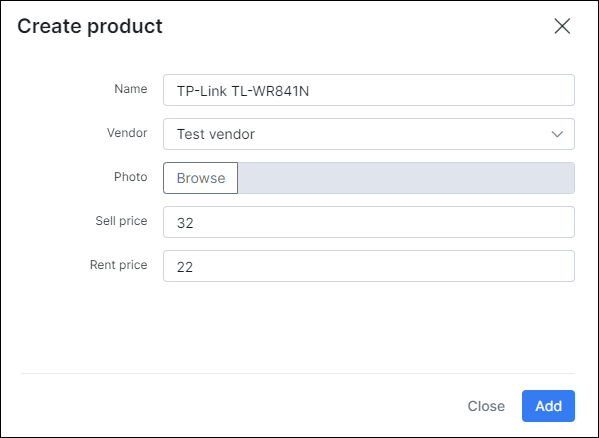 Create product
Name
TP-Link TL-WR841N
Vendor
Test vendor
Photo
Browse
Sell price
32
Rent price
22
Close
Add